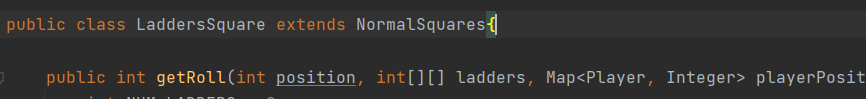 public class LaddersSquare extends NormalSquares{
public int getRoll(int position, int[][] ladders, Map<Player, Integer> playerPosit